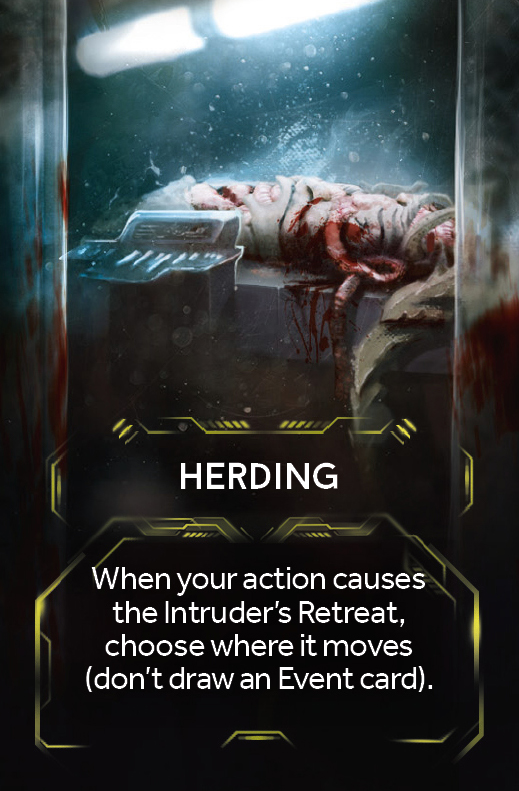 HERDING
When your action causes
the Intruder's Retreat,
choose where it moves
(don't draw an Event card).